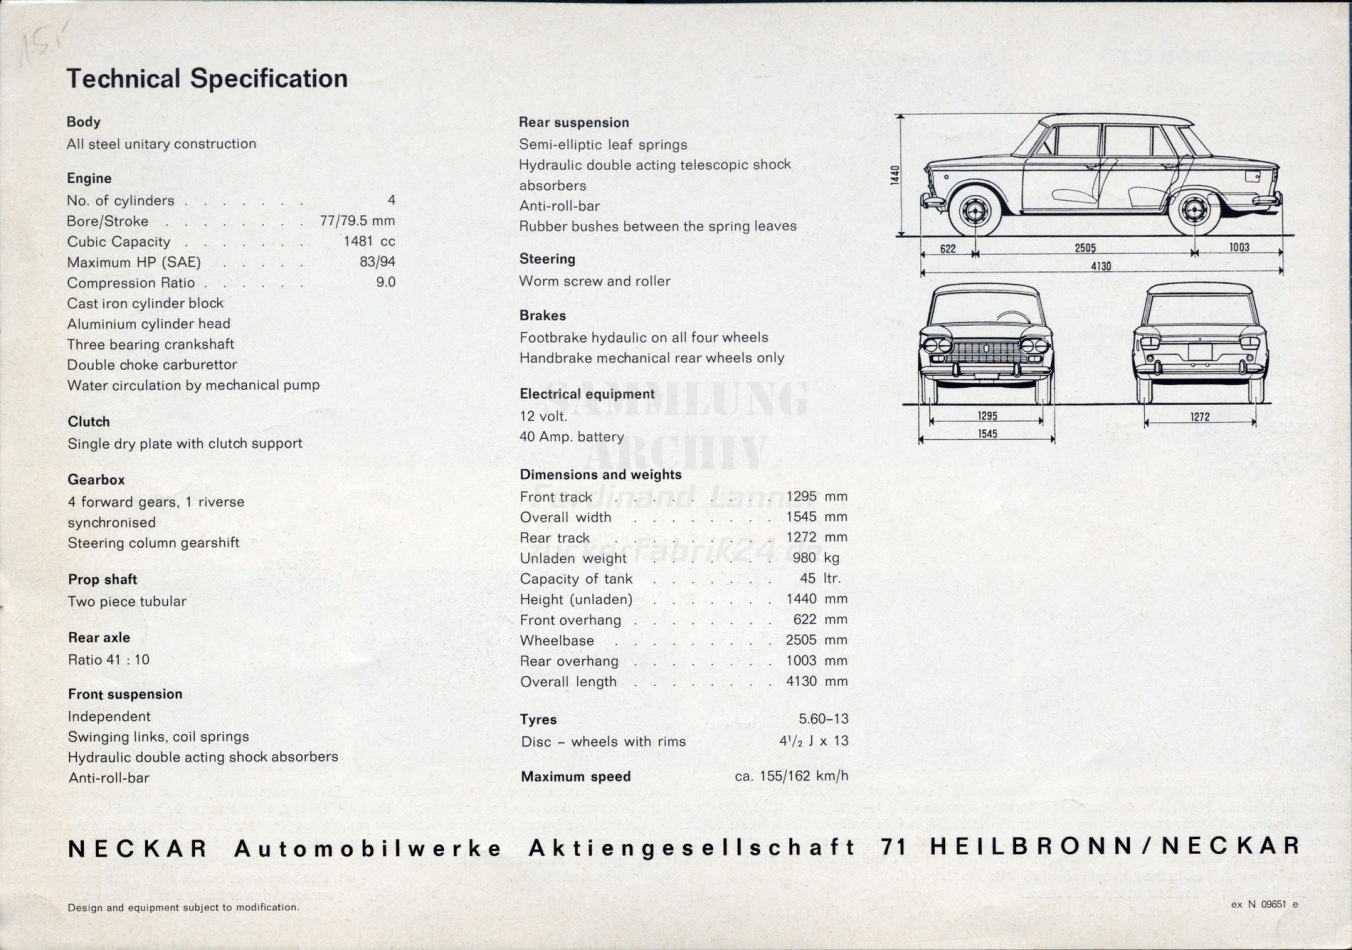 15,-
Technical Specification
Body
All steel unitary construction
Engine
No. of cylinders . . . . . . . 4
Bore/Stroke . . . . . . . . 77/79.5 mm
Cubic Capacity . . . . . . . 1481 cc
Maximum HP (SAE) . . . . . 83/94
Compression Ratio . . . . . . 9.0
Cast iron cylinder block
Aluminium cylinder head
Three bearing crankshaft
Double choke carburettor
Water circulation by mechanical pump
Clutch
Single dry plate with clutch support
Gearbox
4 forward gears, 1 riverse
synchronised
Steering column gearshift
Prop shaft
Two piece tubular
Rear axle
Ratio 41 : 10
Front suspension
Independent
Swinging links, coil springs
Hydraulic double acting shock absorbers
Anti-roll-bar
Rear suspension
Semi-elliptic leaf springs
Hydraulic double acting telescopic shock
absorbers
Anti-roll-bar
Rubber bushes between the spring leaves
Steering
Worm screw and roller
Brakes
Footbrake hydaulic on all four wheels
Handbrake mechanical rear wheels only
Electrical equipment
12 volt.
40 Amp. battery
Dimensions and weights
Front track . . . . . . . . . 1295 mm
Overall width . . . . . . . . 1545 mm
Rear track . . . . . . . . . 1272 mm
Unladen weight . . . . . . . 980 kg
Capacity of tank . . . . . . . 45 ltr.
Height (unladen) . . . . . . . 1440 mm
Front overhang . . . . . . . . 622 mm
Wheelbase . . . . . . . . . 2505 mm
Rear overhang . . . . . . . . 1003 mm
Overall length . . . . . . . . 4130 mm
Tyres 5.60–13
Disc – wheels with rims 4½ J x 13
Maximum speed ca. 155/162 km/h
SAMMLUNG
ARCHIV
Ferdinand Lanner
zuckerfabrik24.de
1440
622 2505 1003
4130
1295 1272
1545
NECKAR Automobilwerke Aktiengesellschaft 71 HEILBRONN/NECKAR
Design and equipment subject to modification.
ex N 09651 e